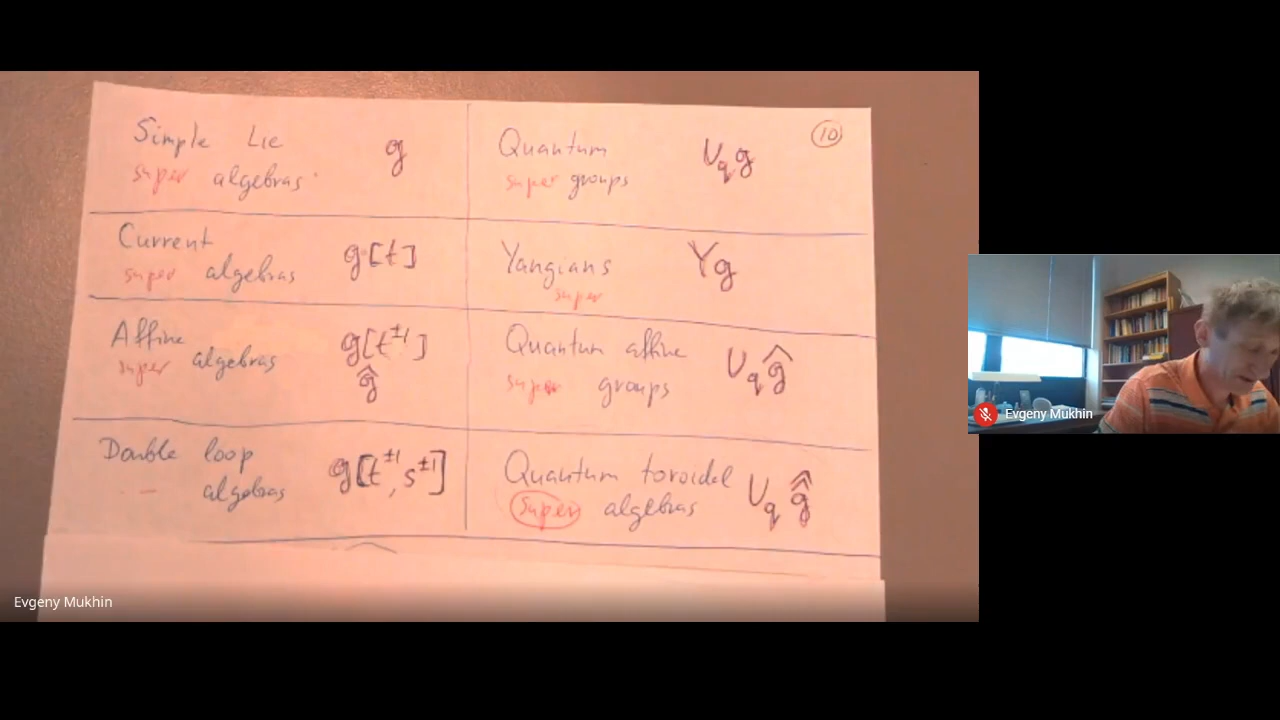 ⑩
Simple Lie
super algebras
g
Quantum
super groups
U_q g
Current
super algebras
g[t]
Yangians
super
Yg
Affine
super algebras
g[t^{±1}]
ĝ
Quantum affine
super groups
U_q ĝ
Double loop
algebras
g[t^{±1}, s^{±1}]
Quantum toroidal
super algebras
U_q g^^
Evgeny Mukhin
Evgeny Mukhin